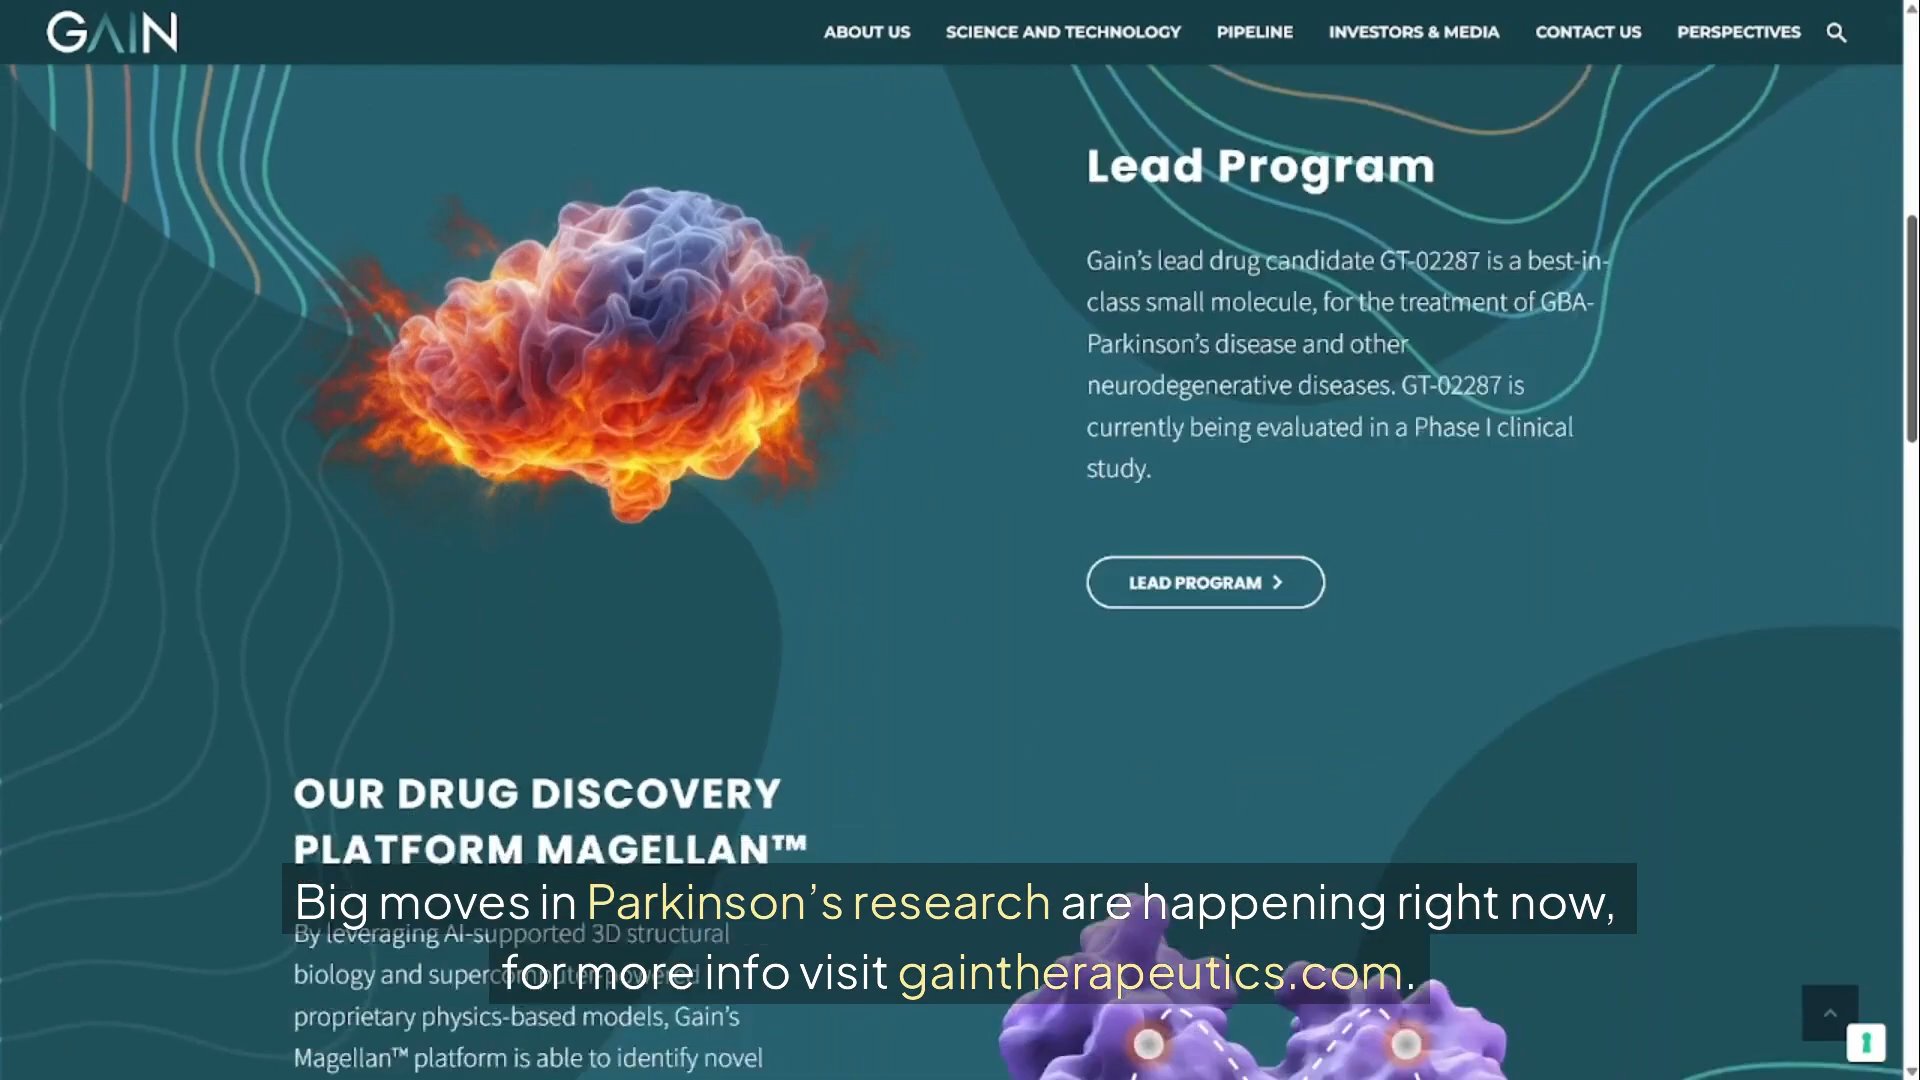 GAIN
ABOUT US
SCIENCE AND TECHNOLOGY
PIPELINE
INVESTORS & MEDIA
CONTACT US
PERSPECTIVES
Lead Program
Gain’s lead drug candidate GT-02287 is a best-in-
class small molecule, for the treatment of GBA-
Parkinson’s disease and other
neurodegenerative diseases. GT-02287 is
currently being evaluated in a Phase I clinical
study.
LEAD PROGRAM
OUR DRUG DISCOVERY
PLATFORM MAGELLAN™
Big moves in Parkinson’s research are happening right now,
for more info visit gaintherapeutics.com.
By leveraging AI-supported 3D structural
biology and supercomputer-powered
proprietary physics-based models, Gain’s
Magellan™ platform is able to identify novel